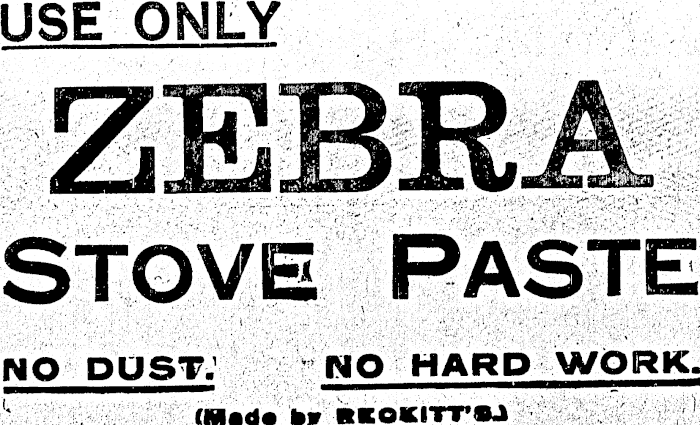 USE ONLY
ZEBRA
STOVE PASTE
NO DUST. NO HARD WORK.
(Made by RECKITT'S.)